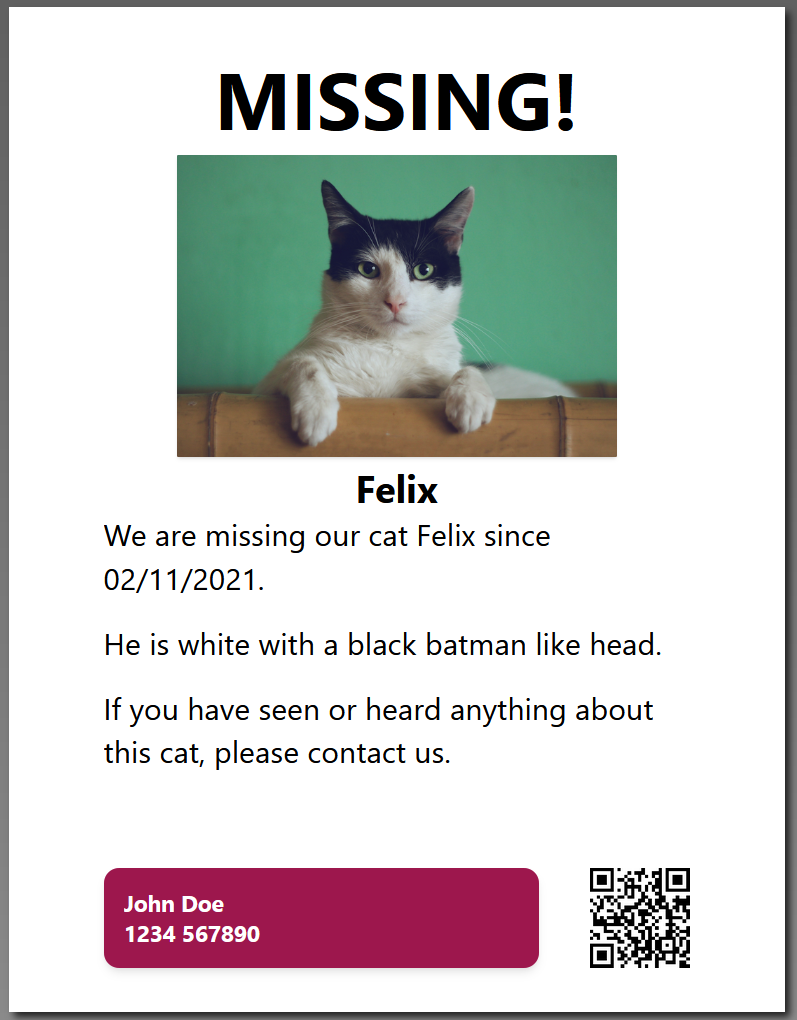 MISSING!
Felix
We are missing our cat Felix since
02/11/2021.
He is white with a black batman like head.
If you have seen or heard anything about
this cat, please contact us.
John Doe
1234 567890